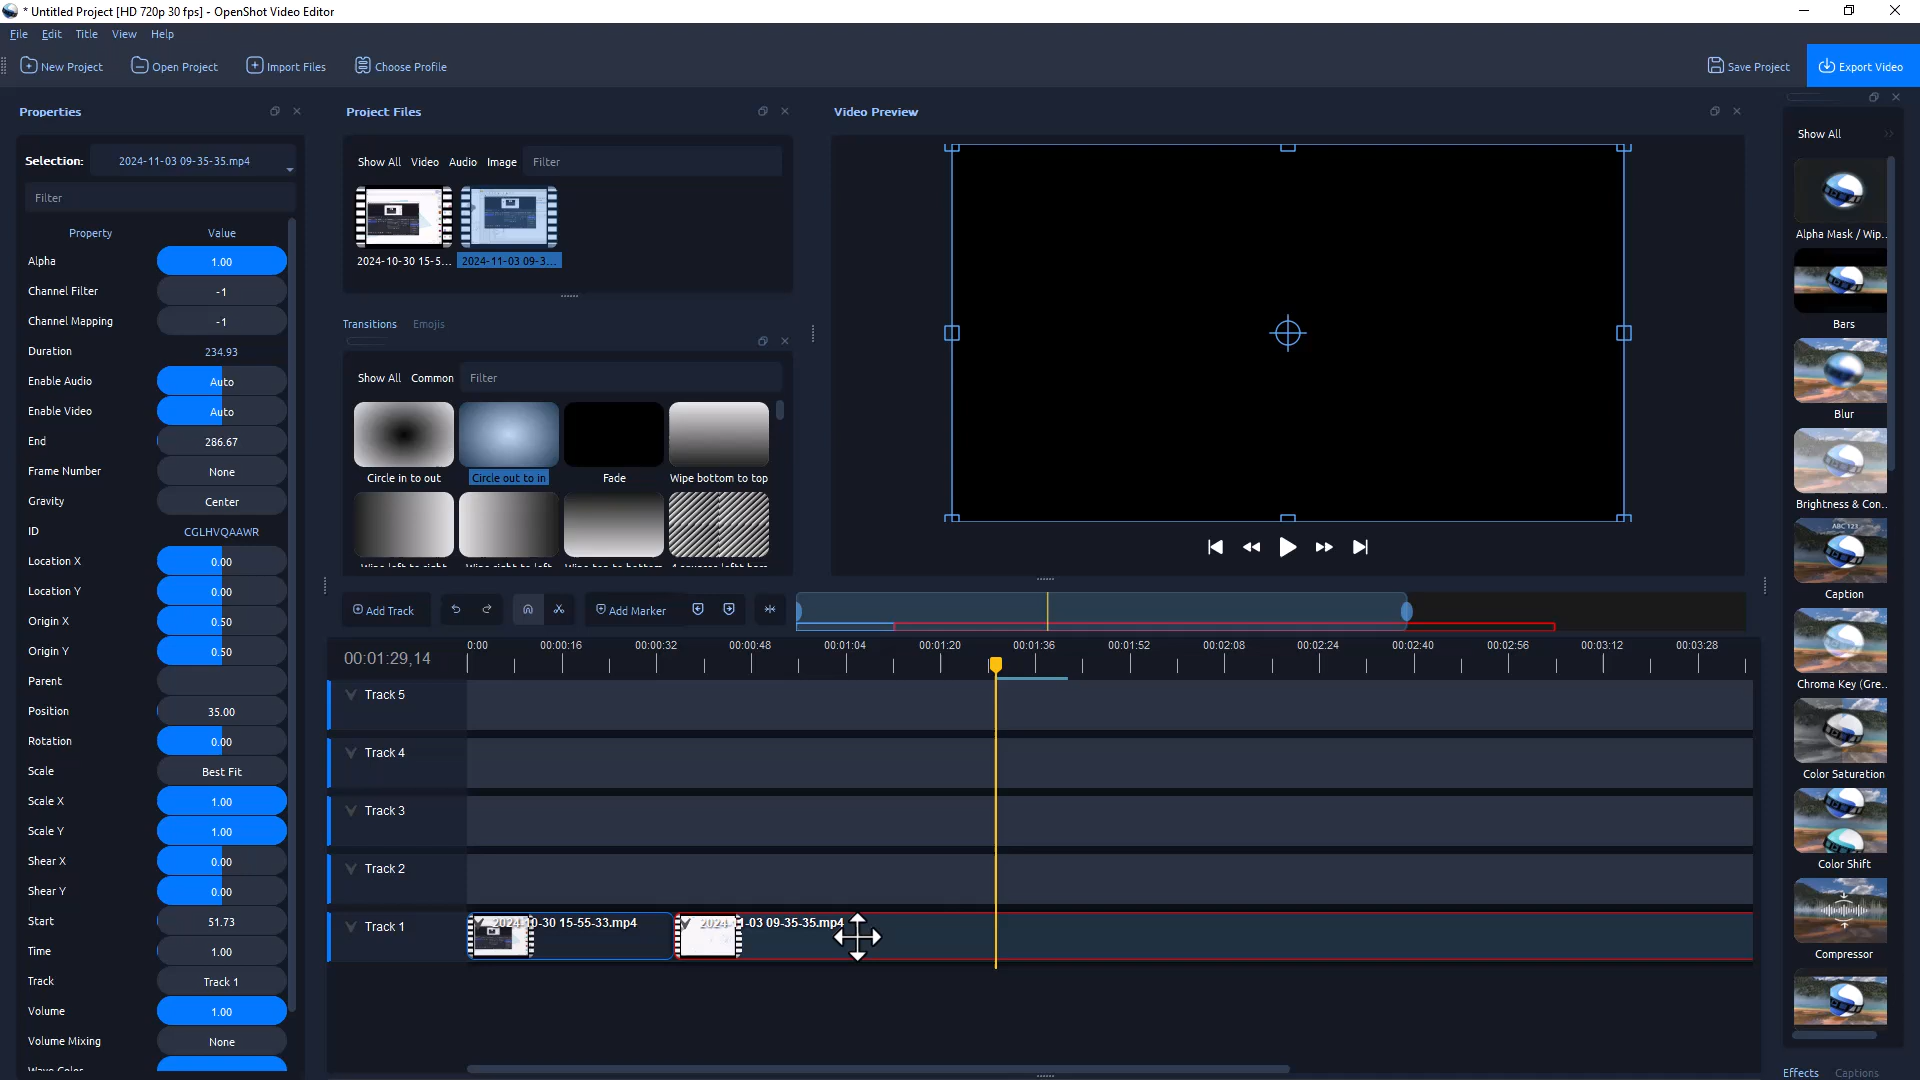 * Untitled Project [HD 720p 30 fps] - OpenShot Video Editor
File Edit Title View Help
New Project Open Project Import Files Choose Profile Save Project Export Video
Properties
Selection: 2024-11-03 09-35-35.mp4
Filter
Property Value
Alpha 1.00
Channel Filter -1
Channel Mapping -1
Duration 234.93
Enable Audio Auto
Enable Video Auto
End 286.67
Frame Number None
Gravity Center
ID CGLHVQAAWR
Location X 0.00
Location Y 0.00
Origin X 0.50
Origin Y 0.50
Parent
Position 35.00
Rotation 0.00
Scale Best Fit
Scale X 1.00
Scale Y 1.00
Shear X 0.00
Shear Y 0.00
Start 51.73
Time 1.00
Track Track 1
Volume 1.00
Volume Mixing None
Project Files
Show All Video Audio Image Filter
2024-10-30 15-5... 2024-11-03 09-3...
Transitions Emojis
Show All Common Filter
Circle in to out Circle out to in Fade Wipe bottom to top
Video Preview
Add Track Add Marker
00:01:29,14
0:00 00:00:16 00:00:32 00:00:48 00:01:04 00:01:20 00:01:36 00:01:52 00:02:08 00:02:24 00:02:40 00:02:56 00:03:12 00:03:28
Track 5
Track 4
Track 3
Track 2
Track 1
2024-10-30 15-55-33.mp4 2024-11-03 09-35-35.mp4
Show All
Alpha Mask / Wip..
Bars
Blur
Brightness & Con..
ABC 123
Caption
Chroma Key (Gre..
Color Saturation
Color Shift
Compressor
Effects Captions